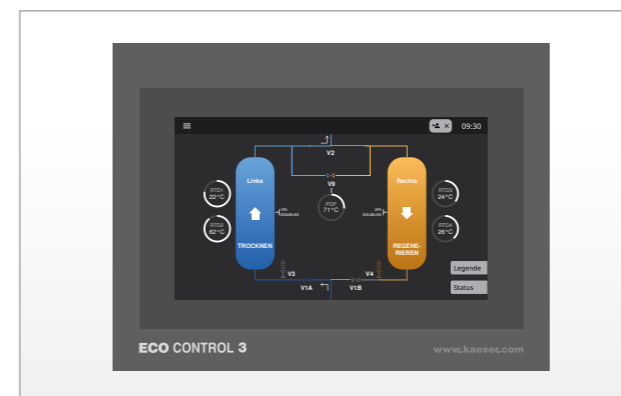 09:30
V2
Links
Rechts
V9
RTD1
22°C
PDP
71°C
RTD3
24°C
RTD2
62°C
RTD4
26°C
TROCKNEN
REGENE-
RIEREN
Legende
V3
V4
V1A
V1B
Status
ECO CONTROL 3
www.kaeser.com